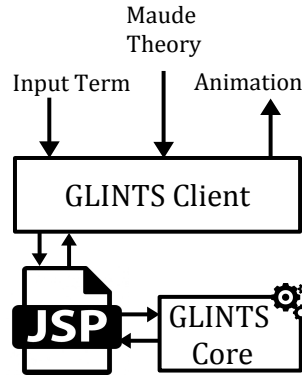 Maude
Theory
Input Term
Animation
GLINTS Client
JSP
GLINTS
Core